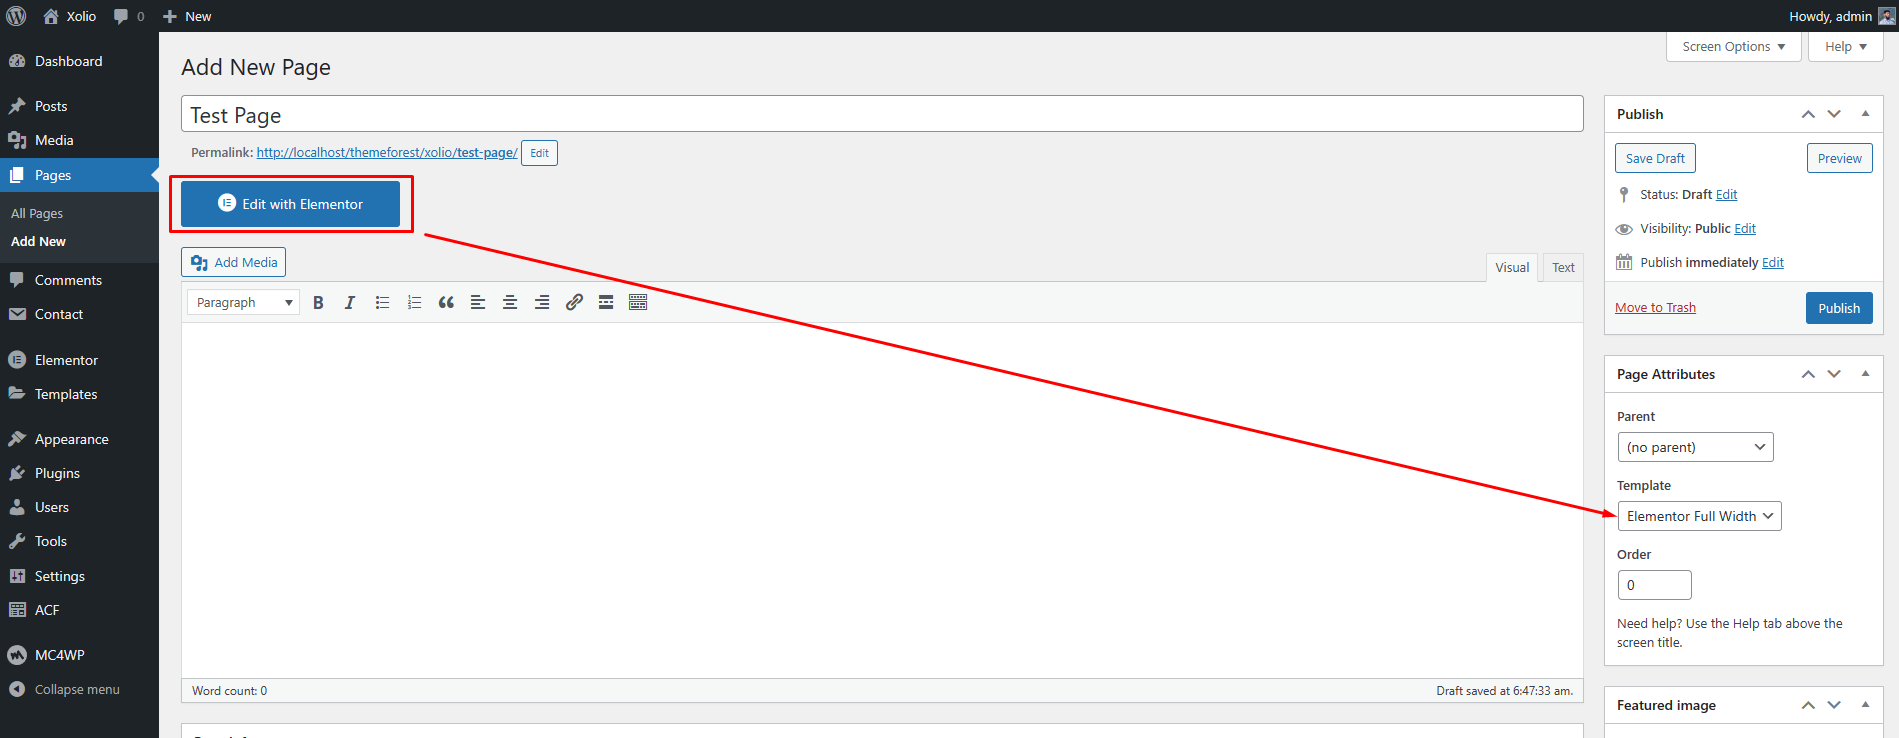 Xolio 0 New Howdy, admin
Screen Options Help
Dashboard
Posts
Media
Pages
All Pages
Add New
Comments
Contact
Elementor
Templates
Appearance
Plugins
Users
Tools
Settings
ACF
MC4WP
Collapse menu
Add New Page
Test Page
Permalink: http://localhost/themeforest/xolio/test-page/ Edit
Edit with Elementor
Add Media
Visual Text
Paragraph B I
Word count: 0 Draft saved at 6:47:33 am.
Publish
Save Draft Preview
Status: Draft Edit
Visibility: Public Edit
Publish immediately Edit
Move to Trash Publish
Page Attributes
Parent
(no parent)
Template
Elementor Full Width
Order
0
Need help? Use the Help tab above the
screen title.
Featured image